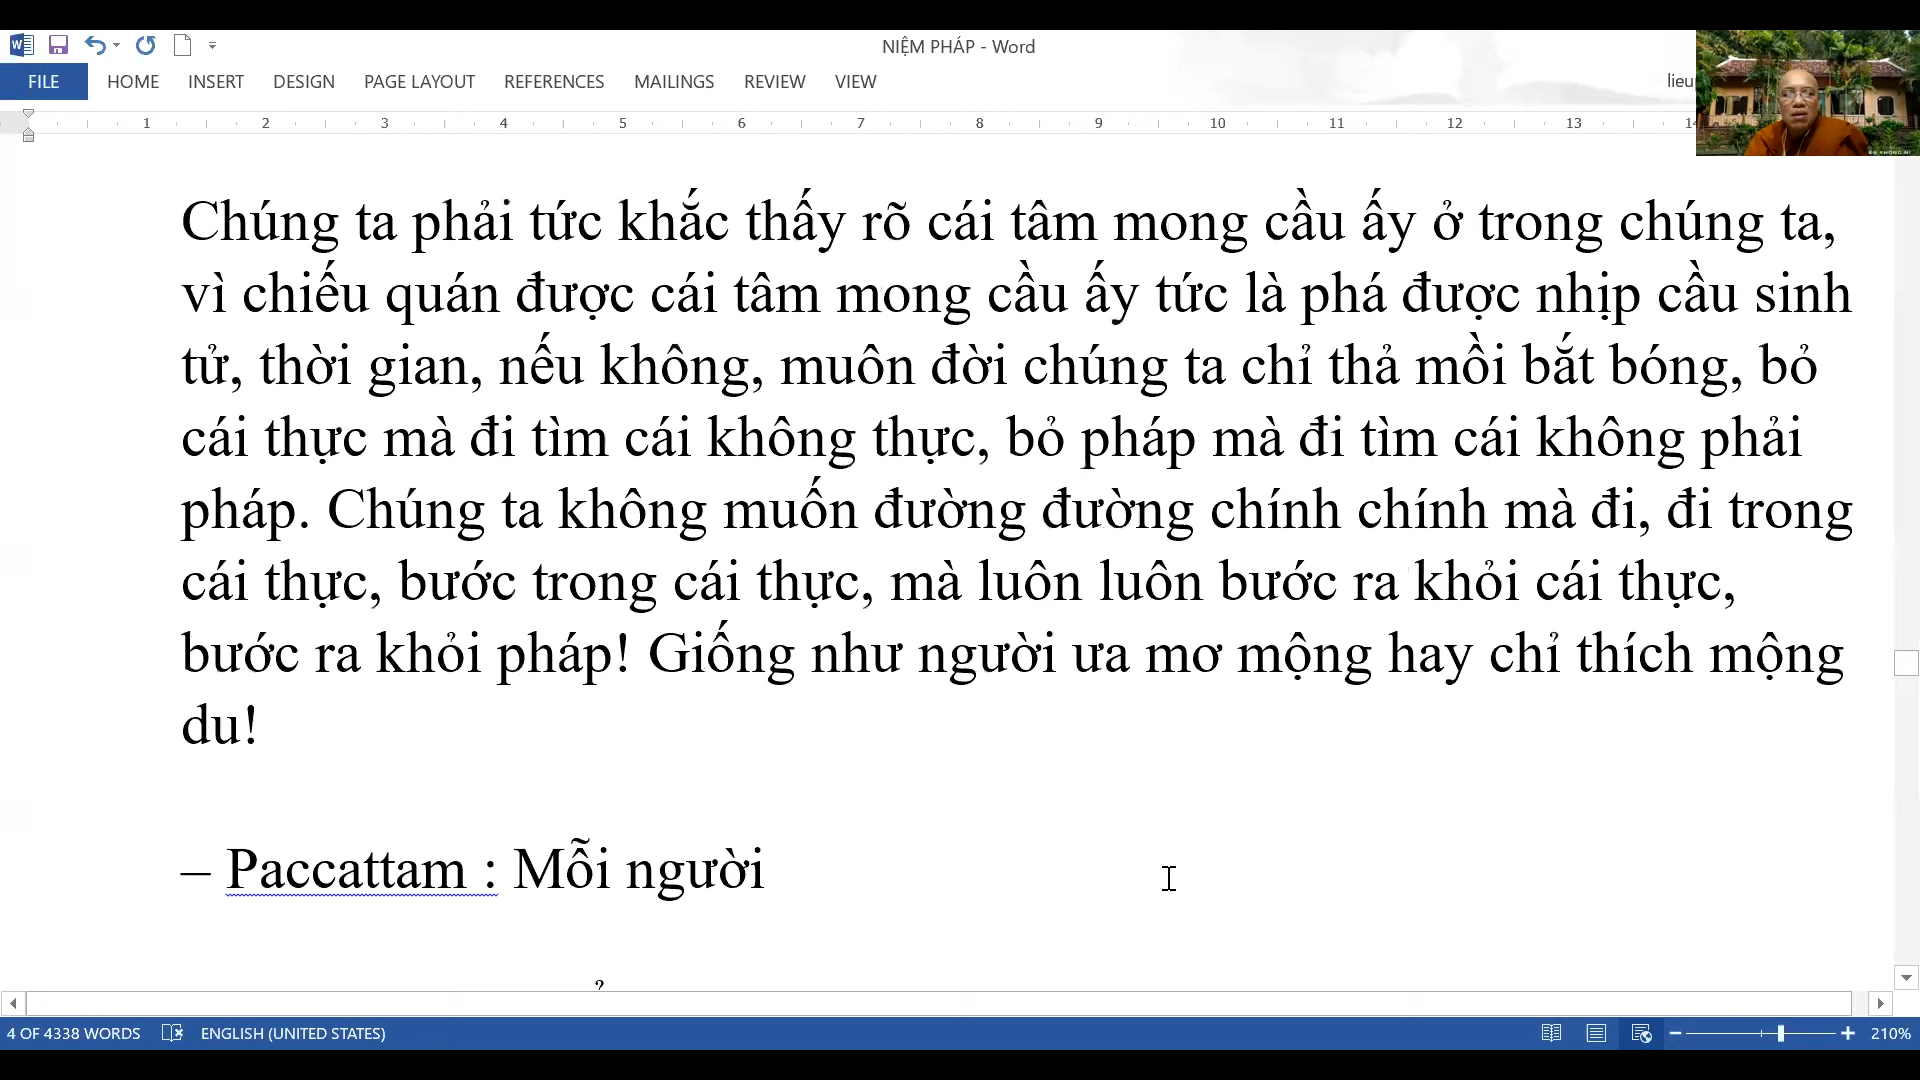 NIỆM PHÁP - Word
FILE HOME INSERT DESIGN PAGE LAYOUT REFERENCES MAILINGS REVIEW VIEW
1 2 3 4 5 6 7 8 9 10 11 12 13
Chúng ta phải tức khắc thấy rõ cái tâm mong cầu ấy ở trong chúng ta,
vì chiếu quán được cái tâm mong cầu ấy tức là phá được nhịp cầu sinh
tử, thời gian, nếu không, muôn đời chúng ta chỉ thả mồi bắt bóng, bỏ
cái thực mà đi tìm cái không thực, bỏ pháp mà đi tìm cái không phải
pháp. Chúng ta không muốn đường đường chính chính mà đi, đi trong
cái thực, bước trong cái thực, mà luôn luôn bước ra khỏi cái thực,
bước ra khỏi pháp! Giống như người ưa mơ mộng hay chỉ thích mộng
du!
– Paccattam : Mỗi người
4 OF 4338 WORDS ENGLISH (UNITED STATES) 210%